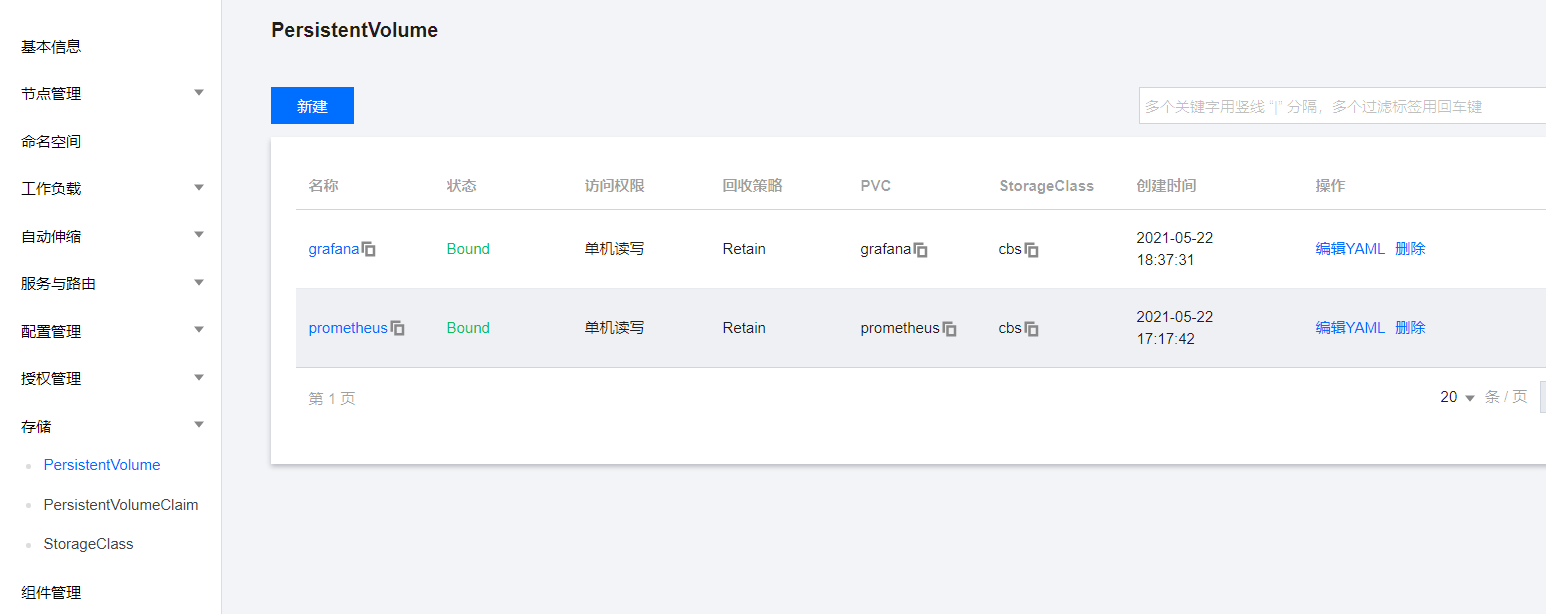 PersistentVolume
基本信息
节点管理
命名空间
工作负载
自动伸缩
服务与路由
配置管理
授权管理
存储
PersistentVolume
PersistentVolumeClaim
StorageClass
组件管理
新建
多个关键字用竖线 “|” 分隔，多个过滤标签用回车键
名称 状态 访问权限 回收策略 PVC StorageClass 创建时间 操作
grafana Bound 单机读写 Retain grafana cbs 2021-05-22 18:37:31 编辑YAML 删除
prometheus Bound 单机读写 Retain prometheus cbs 2021-05-22 17:17:42 编辑YAML 删除
第 1 页
20 条 / 页